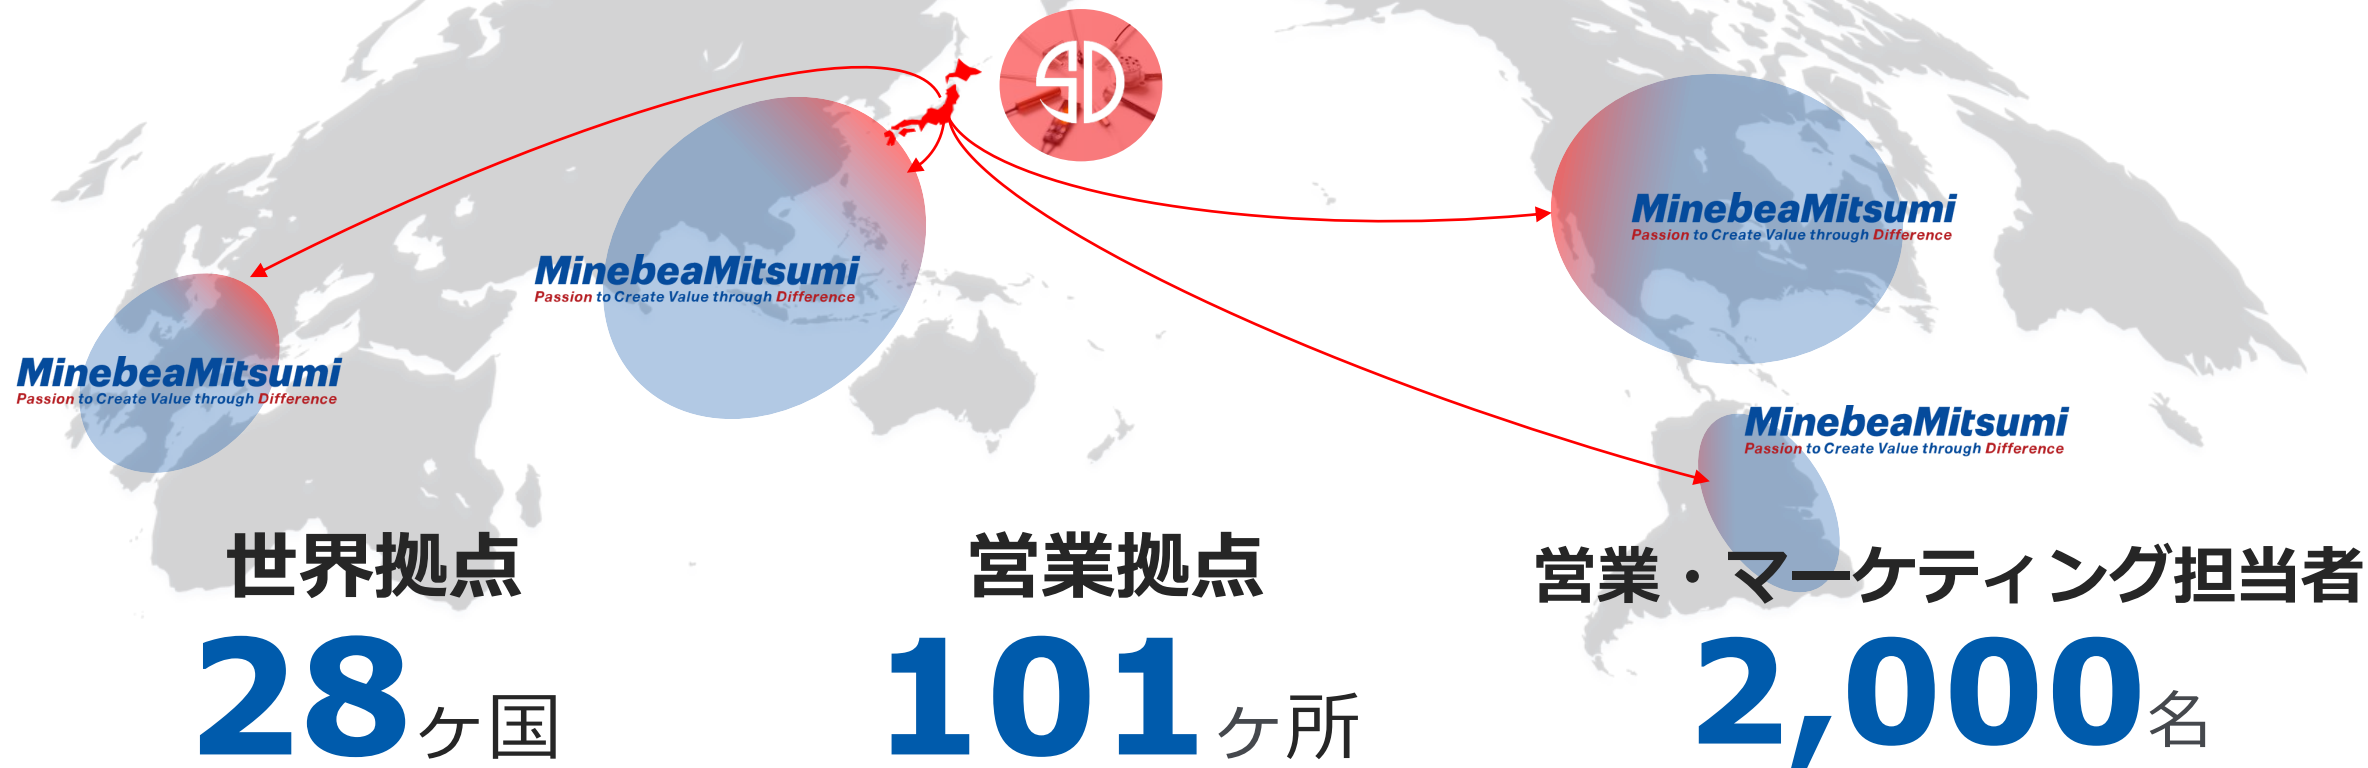 SD
MinebeaMitsumi
Passion to Create Value through Difference
MinebeaMitsumi
Passion to Create Value through Difference
MinebeaMitsumi
Passion to Create Value through Difference
MinebeaMitsumi
Passion to Create Value through Difference
世界拠点
28ヶ国
営業拠点
101ヶ所
営業・マーケティング担当者
2,000名